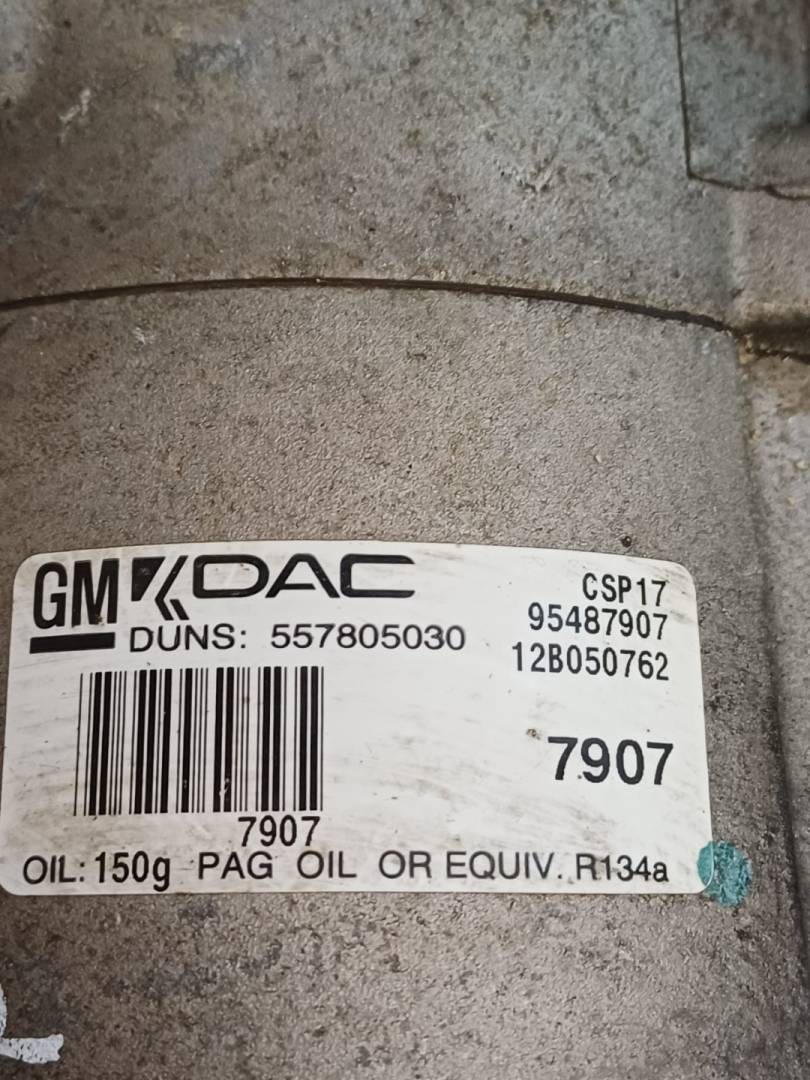 GM DAC
DUNS: 557805030
CSP17
95487907
12B050762
7907
7907
OIL: 150g PAG OIL OR EQUIV. R134a